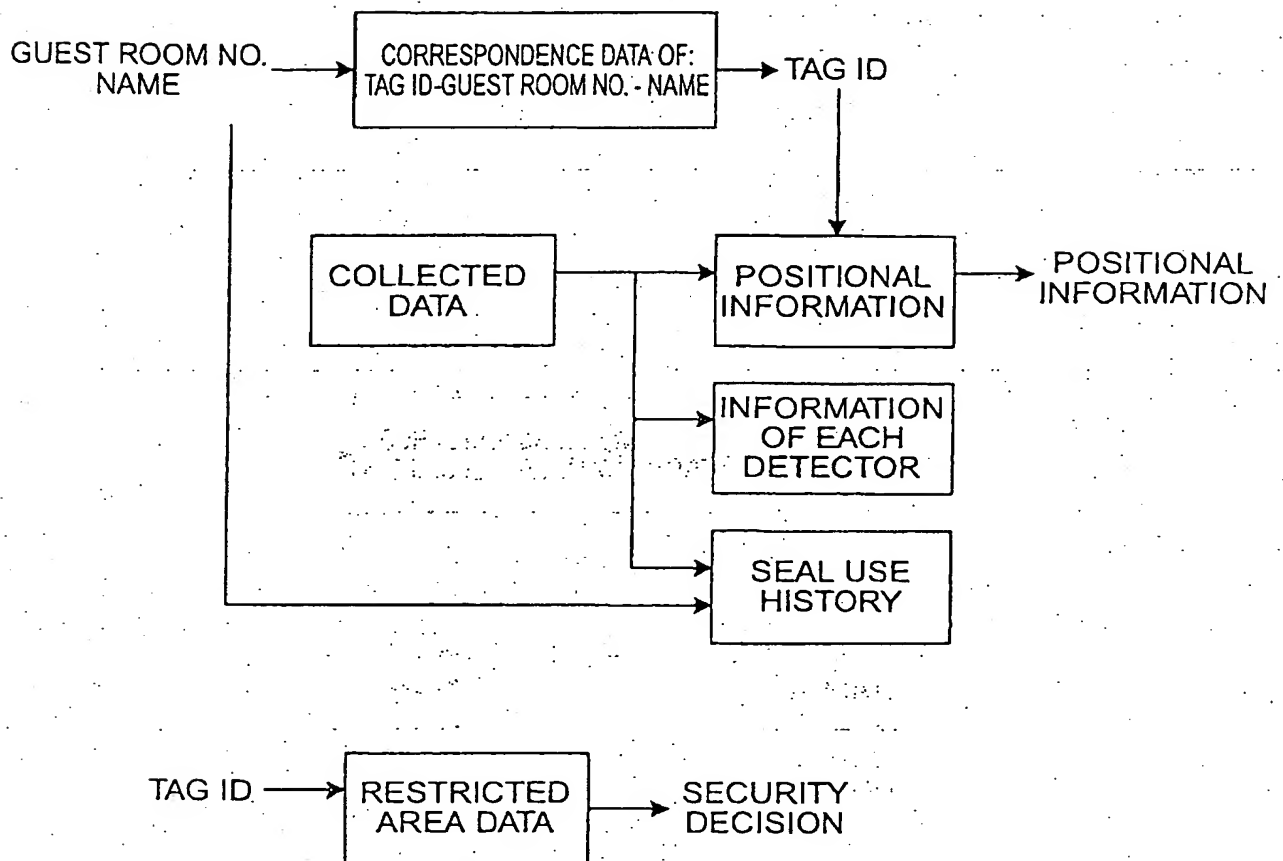 GUEST ROOM NO.
NAME
CORRESPONDENCE DATA OF:
TAG ID-GUEST ROOM NO. - NAME
TAG ID
COLLECTED
DATA
POSITIONAL
INFORMATION
POSITIONAL
INFORMATION
INFORMATION
OF EACH
DETECTOR
SEAL USE
HISTORY
TAG ID
RESTRICTED
AREA DATA
SECURITY
DECISION